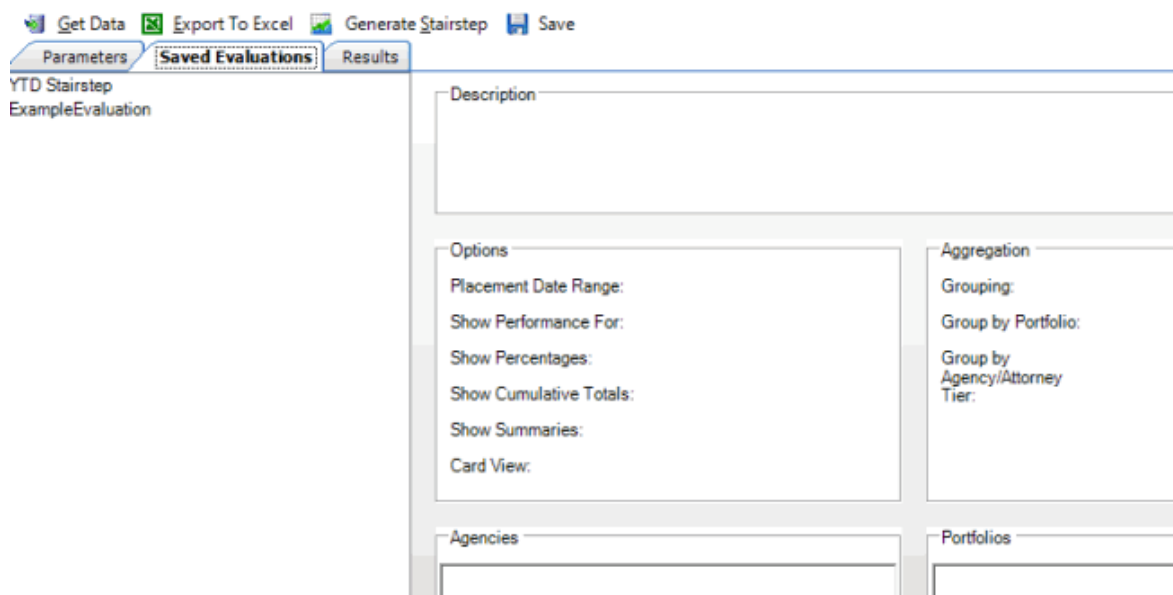 Get Data Export To Excel Generate Stairstep Save
Parameters Saved Evaluations Results
YTD Stairstep
ExampleEvaluation
Description
Options
Placement Date Range:
Show Performance For:
Show Percentages:
Show Cumulative Totals:
Show Summaries:
Card View:
Aggregation
Grouping:
Group by Portfolio:
Group by
Agency/Attorney
Tier:
Agencies
Portfolios